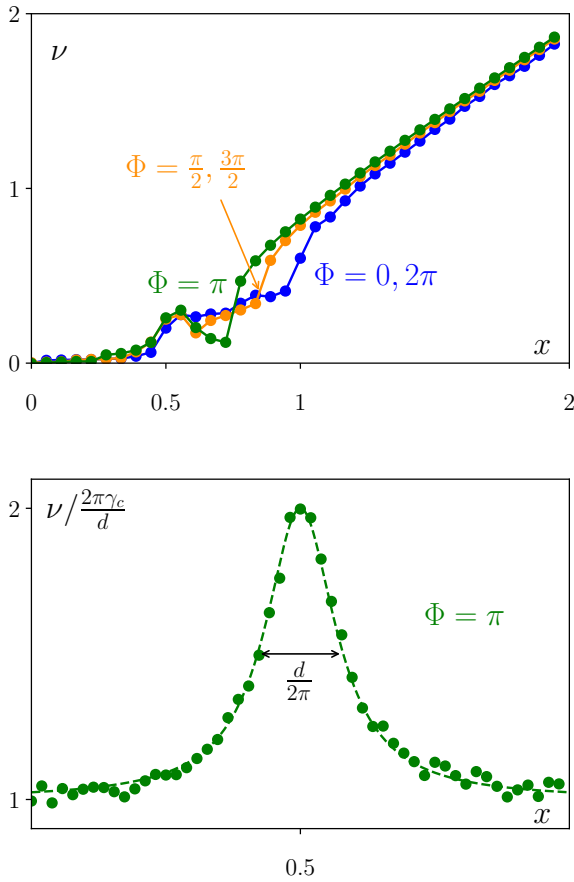 2
ν
Φ = π/2, 3π/2
1
Φ = π
Φ = 0, 2π
x
0
0 0.5 1 2
ν/(2πγ_c/d)
2
Φ = π
d/2π
1
x
0.5